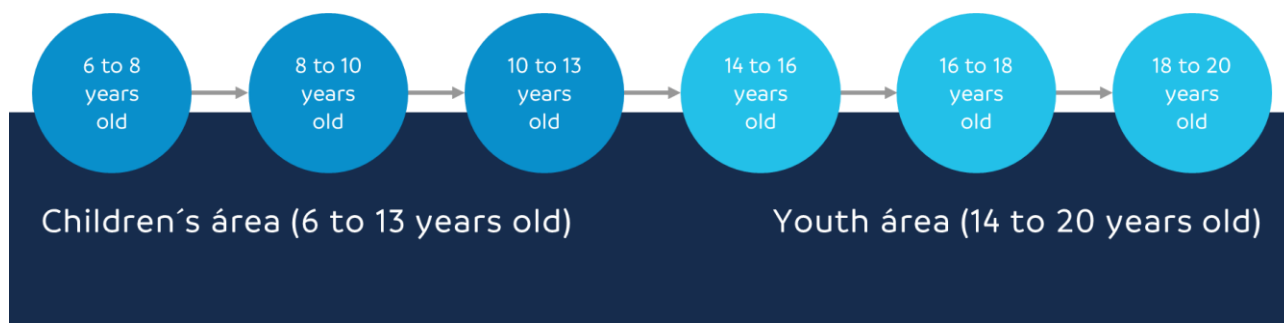 6 to 8
years
old
8 to 10
years
old
10 to 13
years
old
14 to 16
years
old
16 to 18
years
old
18 to 20
years
old
Children´s área (6 to 13 years old)
Youth área (14 to 20 years old)